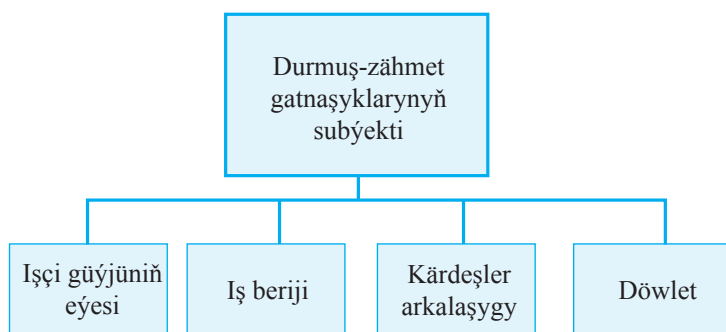 Durmuş-zähmet
gatnaşyklarynyň
subýekti
Işçi güýjüniň
eýesi
Iş beriji
Kärdeşler
arkalaşygy
Döwlet